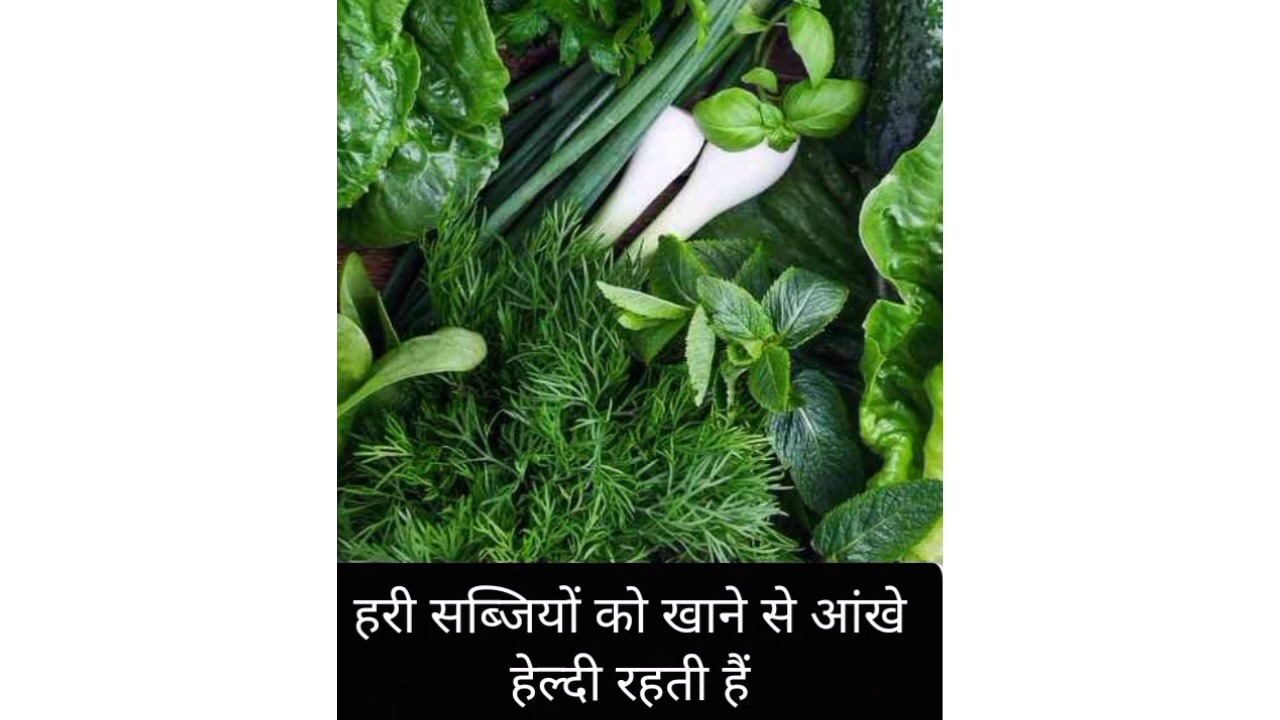 हरी सब्जियों को खाने से आंखे
हेल्दी रहती हैं